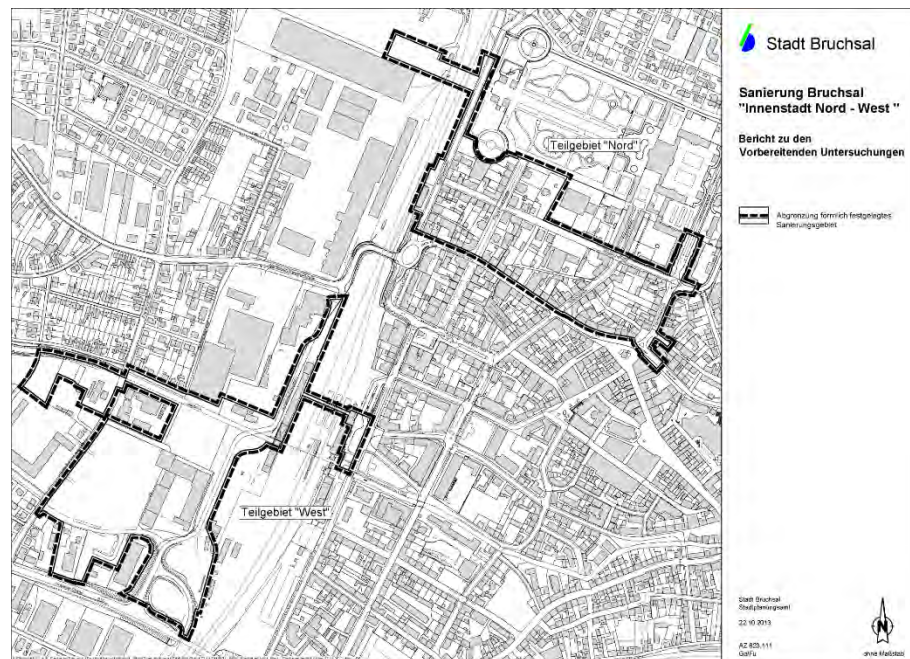 Stadt Bruchsal
Sanierung Bruchsal
"Innenstadt Nord - West "
Bericht zu den
Vorbereitenden Untersuchungen
Abgrenzung förmlich festgelegtes
Sanierungsgebiet
Teilgebiet "Nord"
Teilgebiet "West"
Stadt Bruchsal
Stadtplanungsamt
22.10.2013
AZ 623.111
N
ohne Maßstab